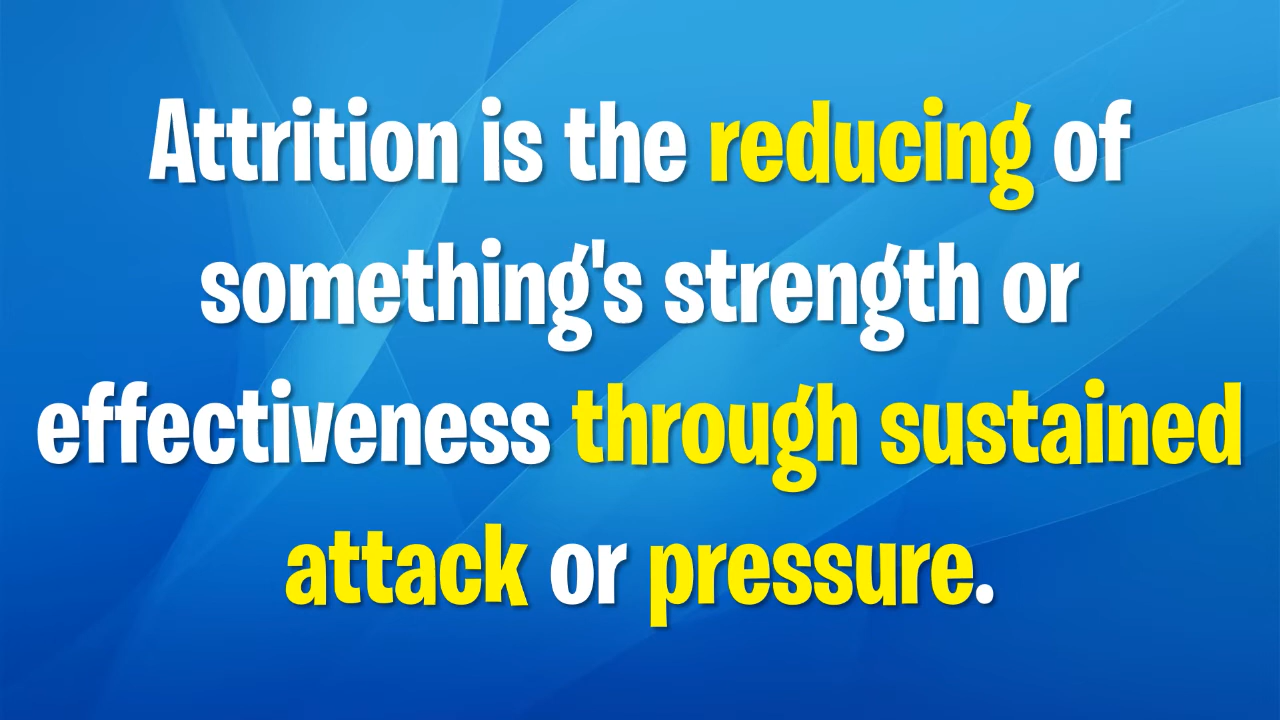 Attrition is the reducing of
something's strength or
effectiveness through sustained
attack or pressure.